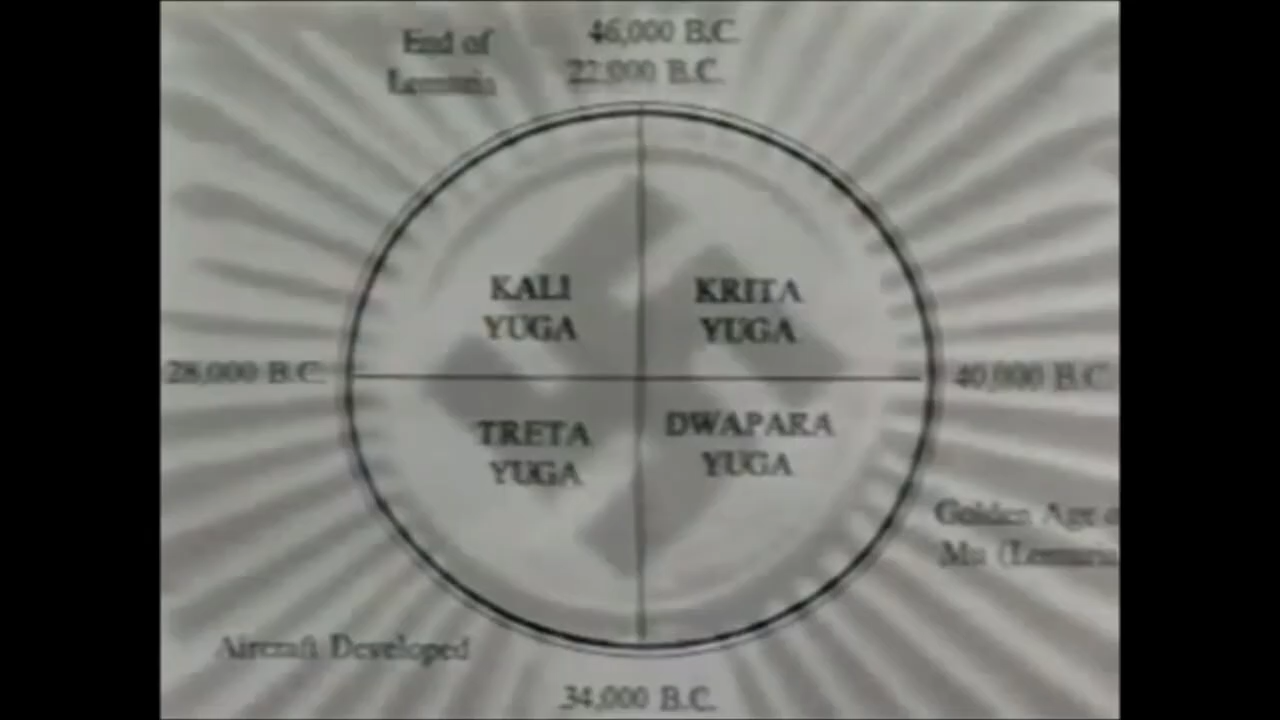 46,000 B.C.
End of
22,000 B.C.
Lemuria
KALI
YUGA
KRITA
YUGA
28,000 B.C.
40,000 B.C.
TRETA
YUGA
DWAPARA
YUGA
Golden Age
Mu (Lemuria
Aircraft Developed
34,000 B.C.